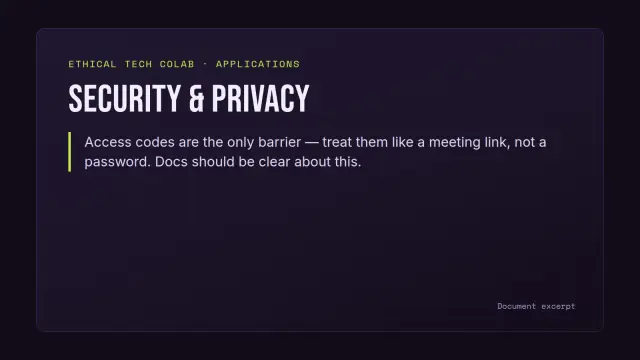 ETHICAL TECH COLAB · APPLICATIONS
SECURITY & PRIVACY
Access codes are the only barrier — treat them like a meeting link, not a
password. Docs should be clear about this.
Document excerpt